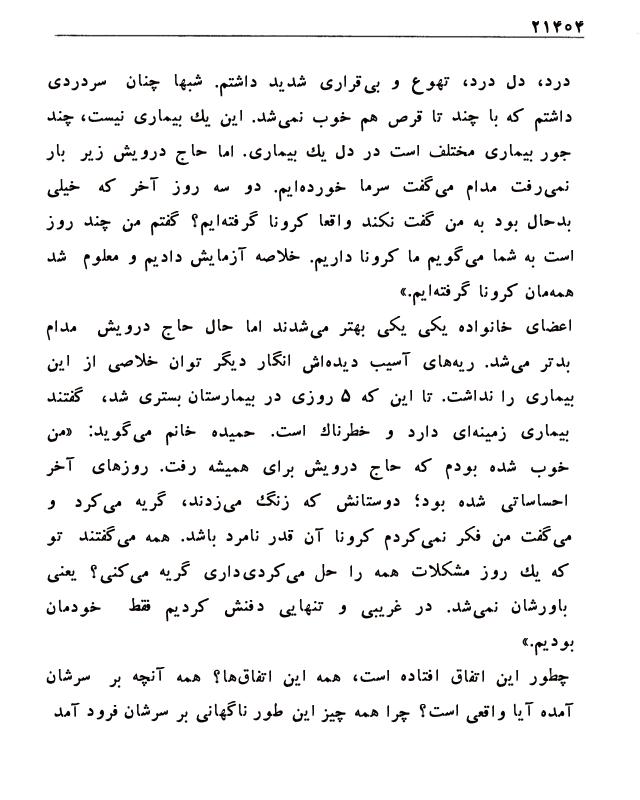 ۲۱۴۰۴
درد، دل درد، تهوع و بی‌قراری شدید داشتم. شبها چنان سردردی
داشتم که با چند تا قرص هم خوب نمی‌شد. این یك بیماری نیست، چند
جور بیماری مختلف است در دل یك بیماری. اما حاج درویش زیر بار
نمی‌رفت مدام می‌گفت سرما خورده‌ایم. دو سه روز آخر که خیلی
بدحال بود به من گفت نکند واقعا کرونا گرفته‌ایم؟ گفتم من چند روز
است به شما می‌گویم ما کرونا داریم. خلاصه آزمایش دادیم و معلوم شد
همه‌مان کرونا گرفته‌ایم.»
اعضای خانواده یکی یکی بهتر می‌شدند اما حال حاج درویش مدام
بدتر می‌شد. ریه‌های آسیب دیده‌اش انگار دیگر توان خلاصی از این
بیماری را نداشت. تا این که ۵ روزی در بیمارستان بستری شد، گفتند
بیماری زمینه‌ای دارد و خطرناك است. حمیده خانم می‌گوید: «من
خوب شده بودم که حاج درویش برای همیشه رفت. روزهای آخر
احساساتی شده بود؛ دوستانش که زنگ می‌زدند، گریه می‌کرد و
می‌گفت من فکر نمی‌کردم کرونا آن قدر نامرد باشد. همه می‌گفتند تو
که یك روز مشکلات همه را حل می‌کردی‌داری گریه می‌کنی؟ یعنی
باورشان نمی‌شد. در غریبی و تنهایی دفنش کردیم فقط خودمان
بودیم.»
چطور این اتفاق افتاده است، همه این اتفاق‌ها؟ همه آنچه بر سرشان
آمده آیا واقعی است؟ چرا همه چیز این طور ناگهانی بر سرشان فرود آمد